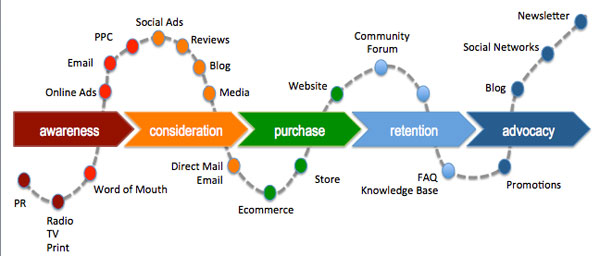 PR
Radio
TV
Print
Word of Mouth
Online Ads
Email
PPC
Social Ads
Reviews
Blog
Media
Direct Mail
Email
Ecommerce
Store
Website
Community
Forum
FAQ
Knowledge Base
Promotions
Blog
Social Networks
Newsletter
awareness
consideration
purchase
retention
advocacy